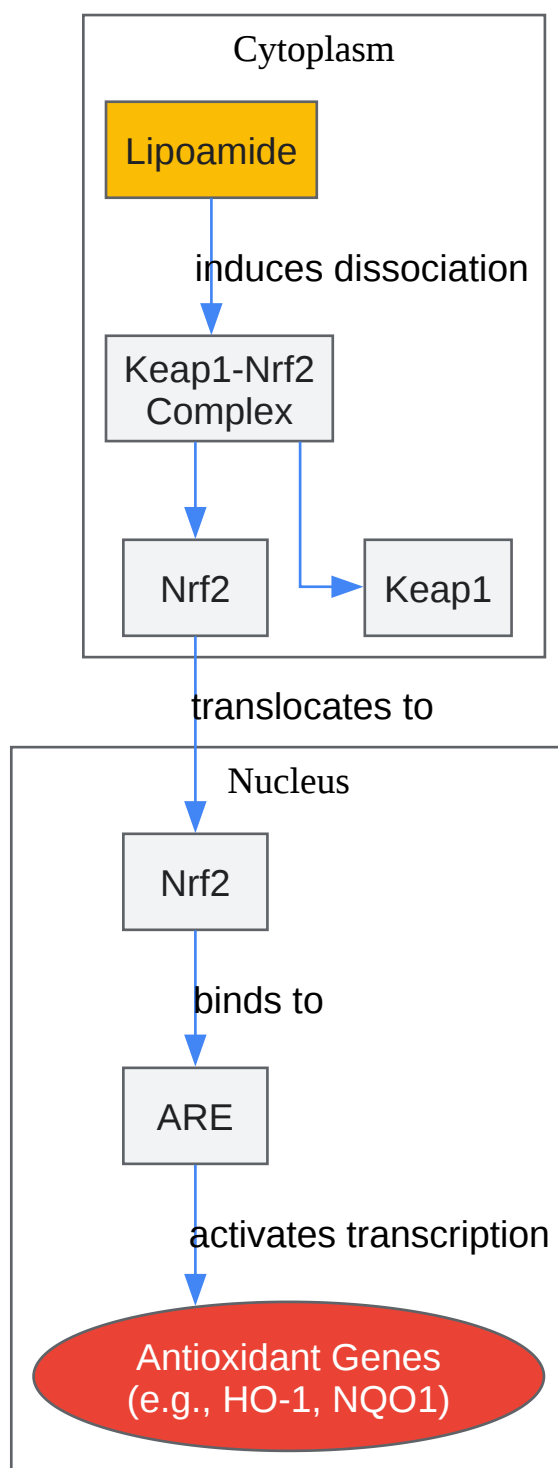 Cytoplasm
Lipoamide
induces dissociation
Keap1-Nrf2
Complex
Nrf2
Keap1
translocates to
Nucleus
Nrf2
binds to
ARE
activates transcription
Antioxidant Genes
(e.g., HO-1, NQO1)